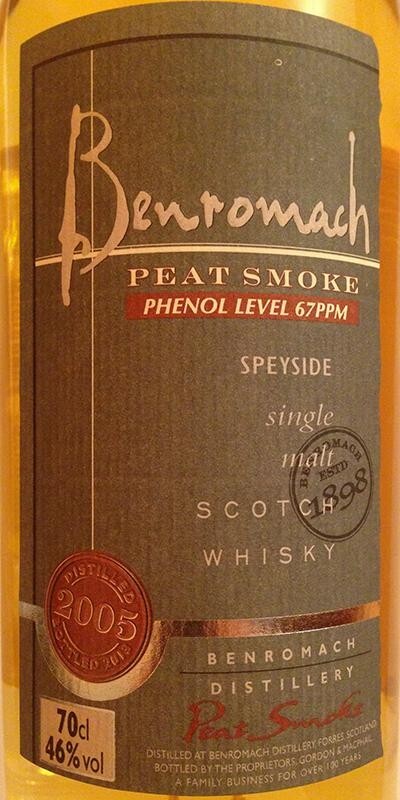 Benromach
PEAT SMOKE
PHENOL LEVEL 67PPM
SPEYSIDE
single
malt
BENROMACH
ESTD
1898
SCOTCH
WHISKY
DISTILLED
2005
BOTTLED 2013
BENROMACH
DISTILLERY
Peat Smoke
70cl
46%vol
DISTILLED AT BENROMACH DISTILLERY FORRES, SCOTLAND
BOTTLED BY THE PROPRIETORS, GORDON & MACPHAIL,
A FAMILY BUSINESS FOR OVER 100 YEARS